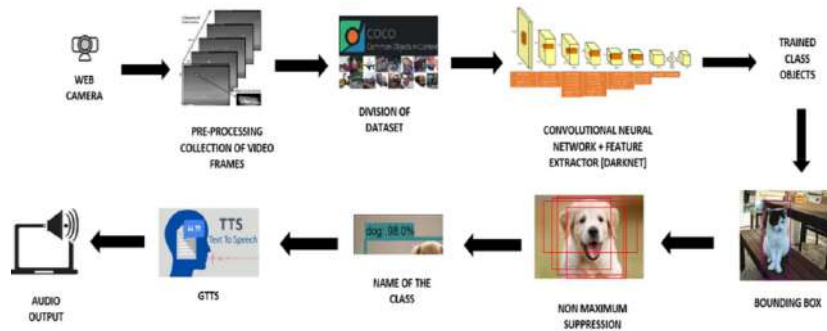 WEB
CAMERA
PRE-PROCESSING
COLLECTION OF VIDEO
FRAMES
COCO
Common Objects in Context
DIVISION OF
DATASET
CONVOLUTIONAL NEURAL
NETWORK + FEATURE
EXTRACTOR [DARKNET]
TRAINED
CLASS
OBJECTS
BOUNDING BOX
NON MAXIMUM
SUPPRESSION
dog: 98.0%
NAME OF THE
CLASS
TTS
Text To Speech
GTTS
AUDIO
OUTPUT